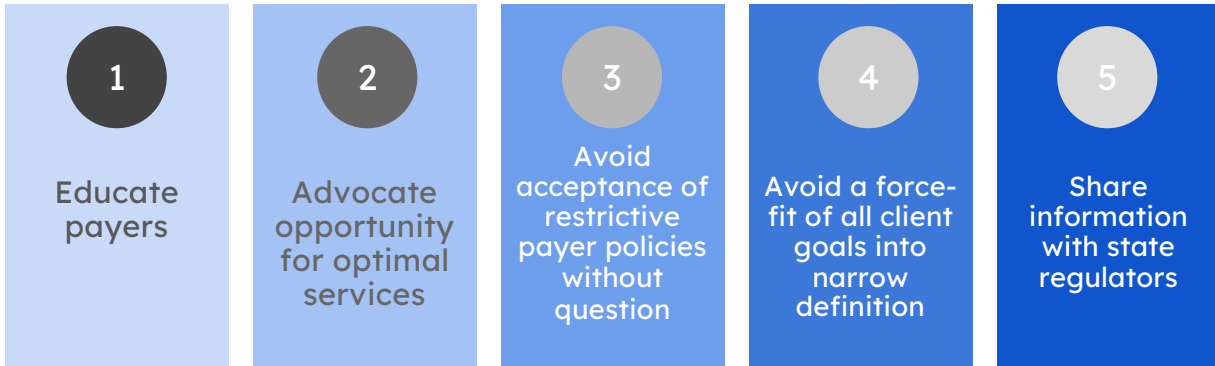 1
Educate
payers
2
Advocate
opportunity
for optimal
services
3
Avoid
acceptance of
restrictive
payer policies
without
question
4
Avoid a force-
fit of all client
goals into
narrow
definition
5
Share
information
with state
regulators